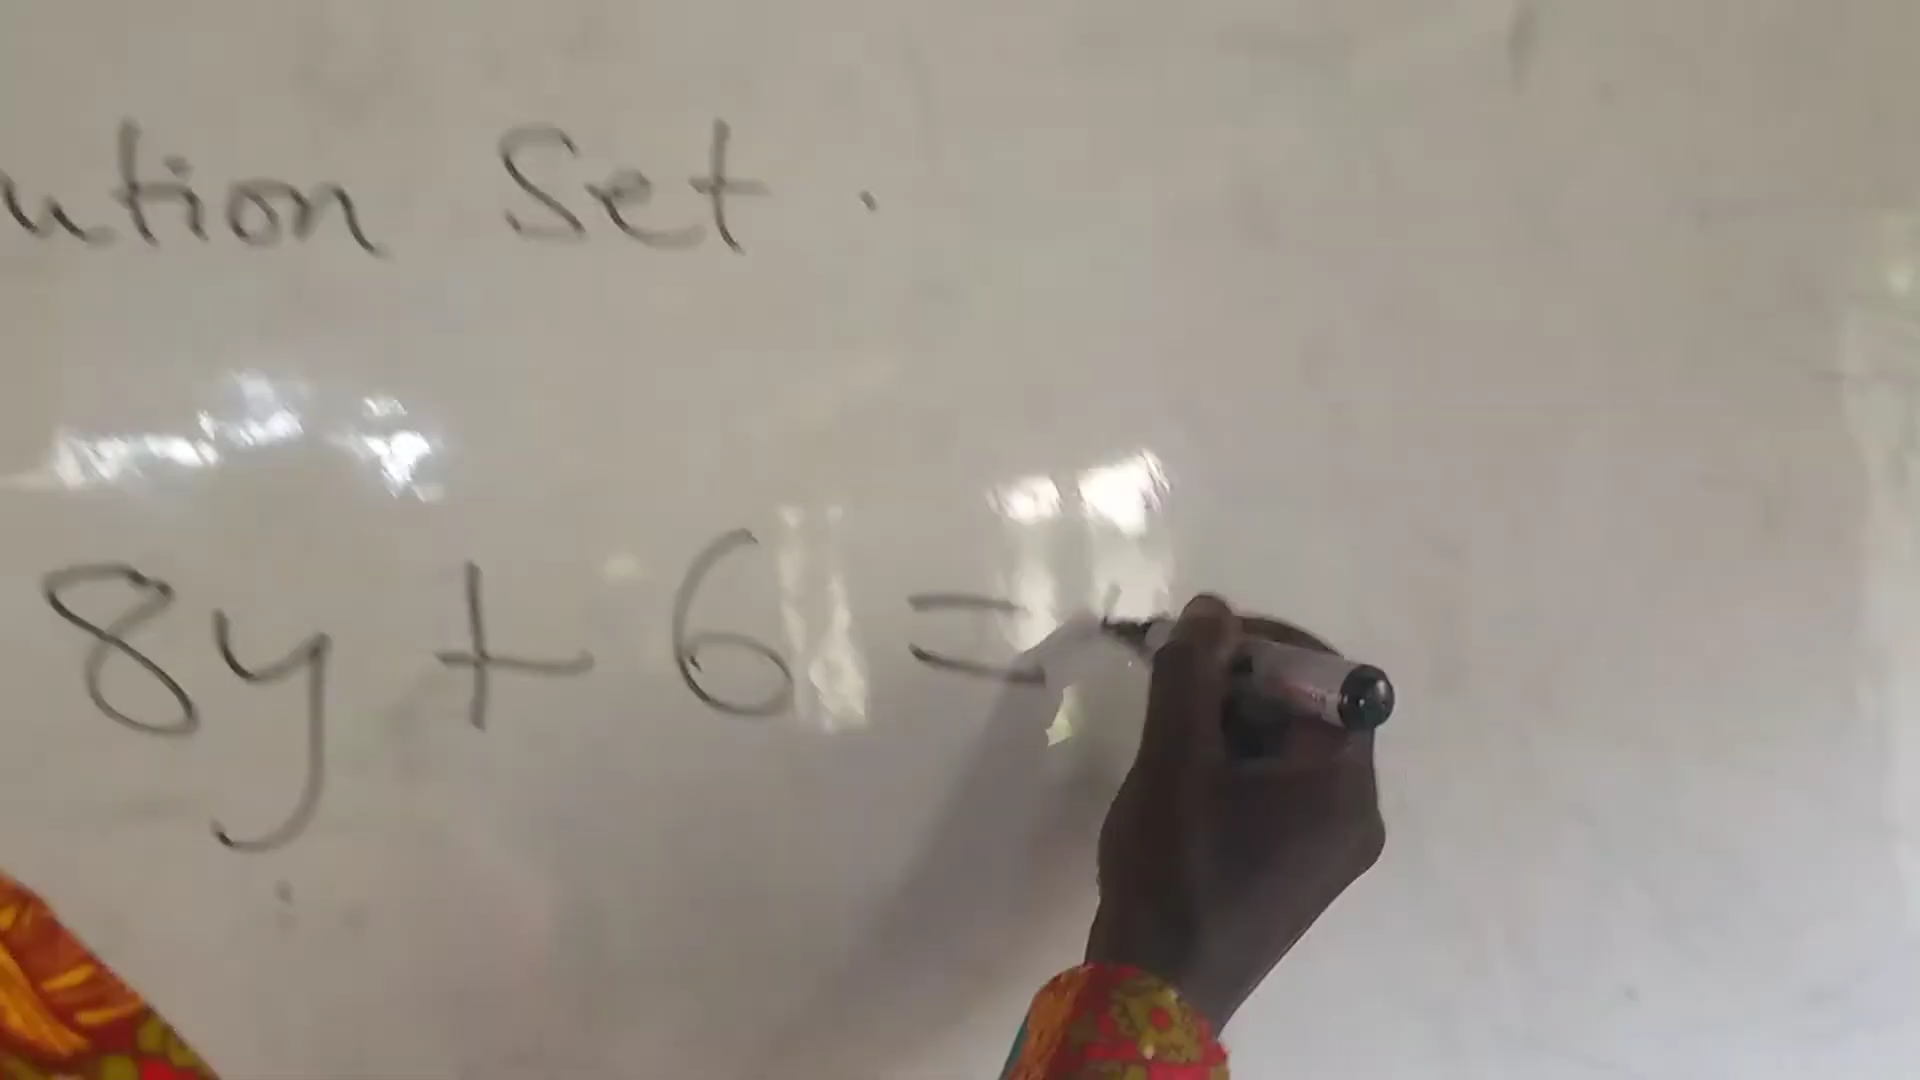 ution Set.
8y + 6 =